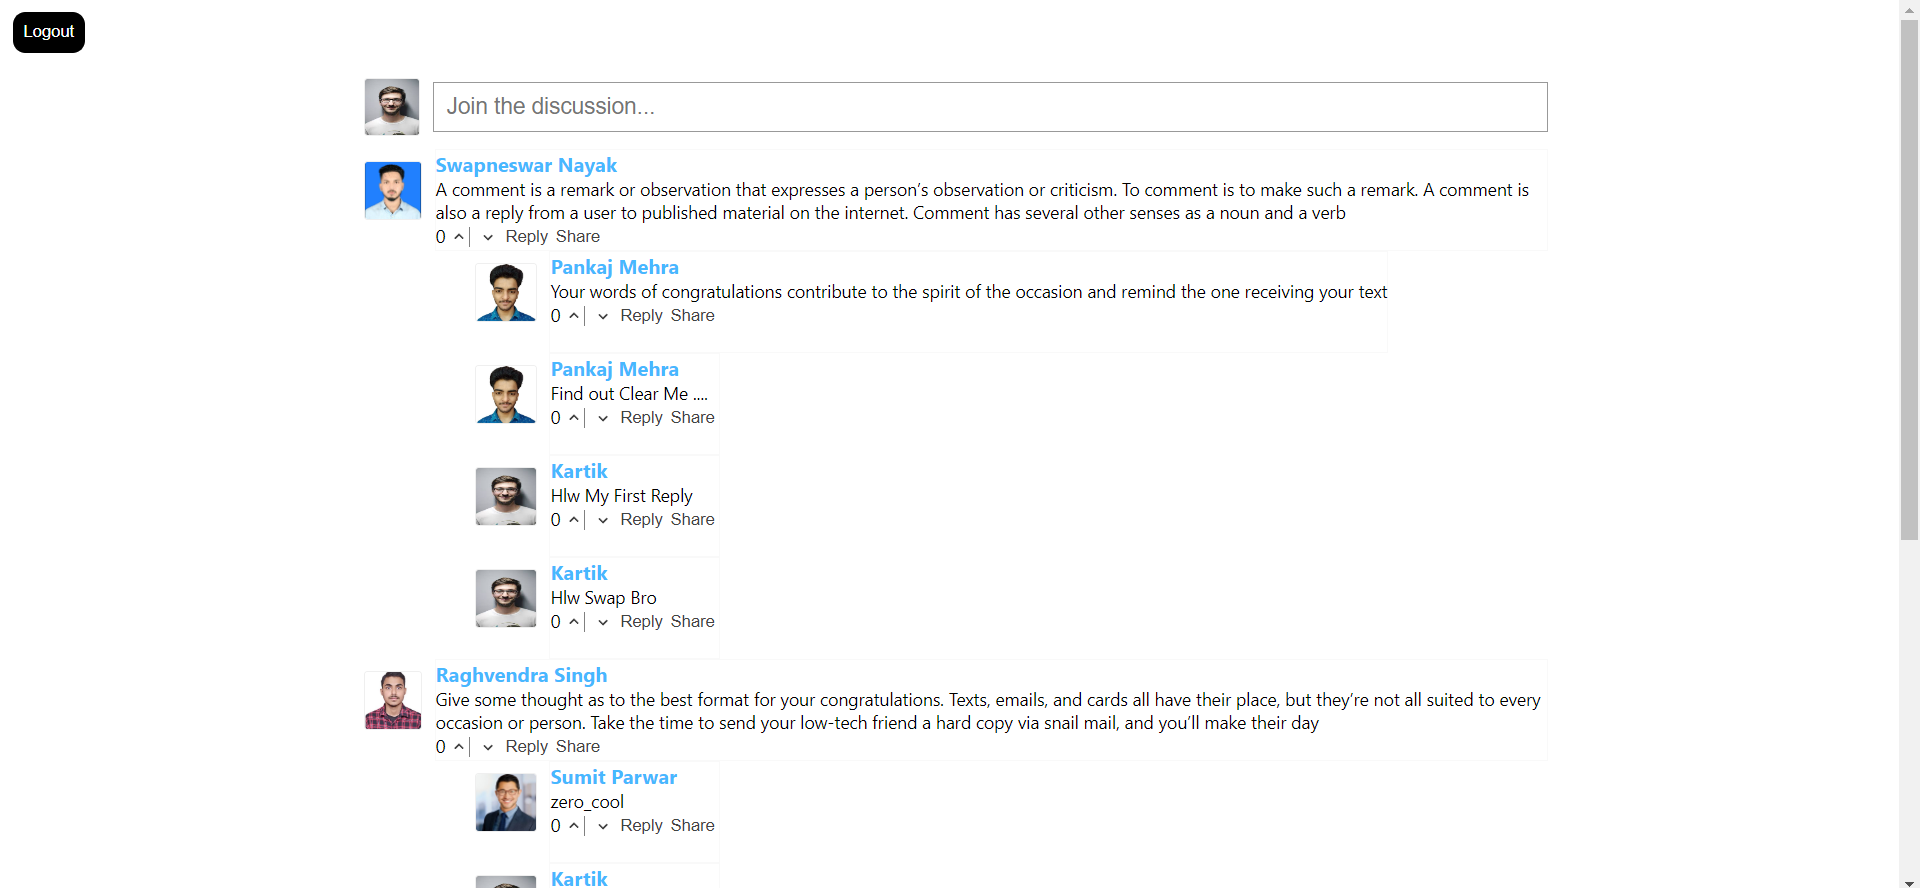 Logout
Join the discussion...
Swapneswar Nayak
A comment is a remark or observation that expresses a person’s observation or criticism. To comment is to make such a remark. A comment is
also a reply from a user to published material on the internet. Comment has several other senses as a noun and a verb
0 Reply Share
Pankaj Mehra
Your words of congratulations contribute to the spirit of the occasion and remind the one receiving your text
0 Reply Share
Pankaj Mehra
Find out Clear Me ....
0 Reply Share
Kartik
Hlw My First Reply
0 Reply Share
Kartik
Hlw Swap Bro
0 Reply Share
Raghvendra Singh
Give some thought as to the best format for your congratulations. Texts, emails, and cards all have their place, but they’re not all suited to every
occasion or person. Take the time to send your low-tech friend a hard copy via snail mail, and you’ll make their day
0 Reply Share
Sumit Parwar
zero_cool
0 Reply Share
Kartik